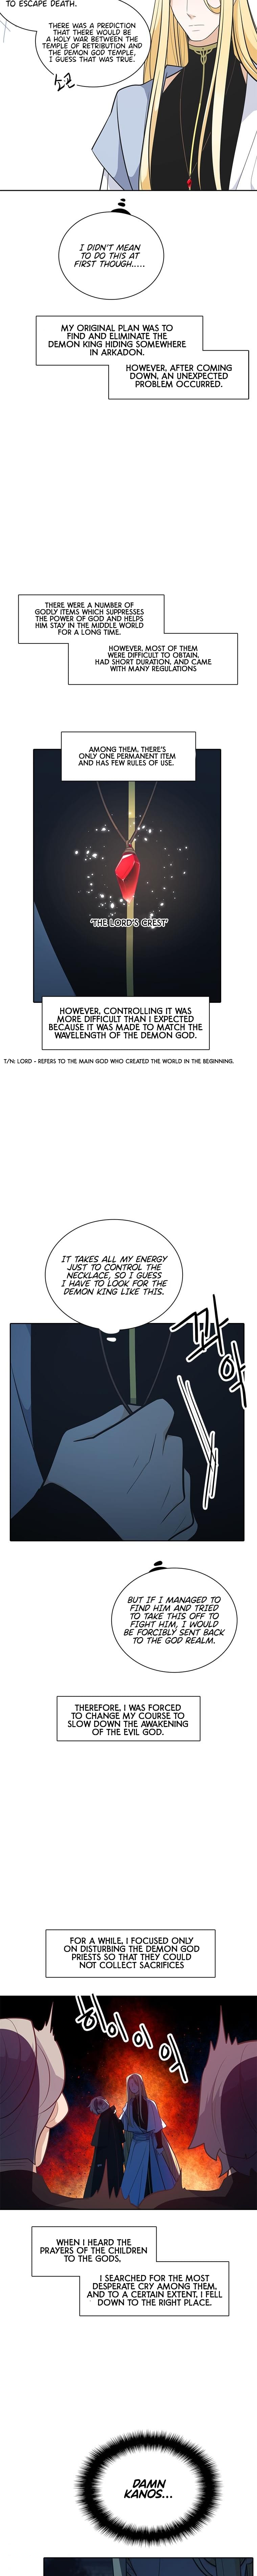 TO ESCAPE DEATH.
THERE WAS A PREDICTION
THAT THERE WOULD BE
A HOLY WAR BETWEEN THE
TEMPLE OF RETRIBUTION AND
THE DEMON GOD TEMPLE,
I GUESS THAT WAS TRUE.
I DIDN'T MEAN
TO DO THIS AT
FIRST THOUGH.....
MY ORIGINAL PLAN WAS TO
FIND AND ELIMINATE THE
DEMON KING HIDING SOMEWHERE
IN ARKADON.
HOWEVER, AFTER COMING
DOWN, AN UNEXPECTED
PROBLEM OCCURRED.
THERE WERE A NUMBER OF
GODLY ITEMS WHICH SUPPRESSES
THE POWER OF GOD AND HELPS
HIM STAY IN THE MIDDLE WORLD
FOR A LONG TIME.
HOWEVER, MOST OF THEM
WERE DIFFICULT TO OBTAIN,
HAD SHORT DURATION, AND CAME
WITH MANY REGULATIONS
AMONG THEM, THERE'S
ONLY ONE PERMANENT ITEM
AND HAS FEW RULES OF USE.
'THE LORD'S CREST'
HOWEVER, CONTROLLING IT WAS
MORE DIFFICULT THAN I EXPECTED
BECAUSE IT WAS MADE TO MATCH THE
WAVELENGTH OF THE DEMON GOD.
T/N: LORD - REFERS TO THE MAIN GOD WHO CREATED THE WORLD IN THE BEGINNING.
IT TAKES ALL MY ENERGY
JUST TO CONTROL THE
NECKLACE, SO I GUESS
I HAVE TO LOOK FOR THE
DEMON KING LIKE THIS.
꽈
악
BUT IF I MANAGED TO
FIND HIM AND TRIED
TO TAKE THIS OFF TO
FIGHT HIM, I WOULD
BE FORCIBLY SENT BACK
TO THE GOD REALM.
THEREFORE, I WAS FORCED
TO CHANGE MY COURSE TO
SLOW DOWN THE AWAKENING
OF THE EVIL GOD.
FOR A WHILE, I FOCUSED ONLY
ON DISTURBING THE DEMON GOD
PRIESTS SO THAT THEY COULD
NOT COLLECT SACRIFICES
WHEN I HEARD THE
PRAYERS OF THE CHILDREN
TO THE GODS,
I SEARCHED FOR THE MOST
DESPERATE CRY AMONG THEM,
AND TO A CERTAIN EXTENT, I FELL
DOWN TO THE RIGHT PLACE.
DAMN
KANOS...